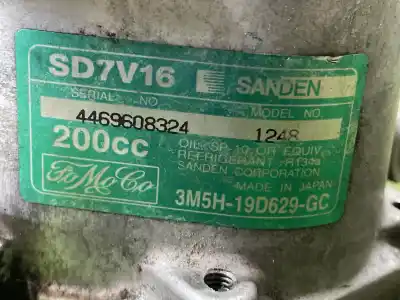 SD7V16 SANDEN
SERIAL NO MODEL NO.
4469608324 1248
200cc OIL:SP-10 OR EQUIV.
REFRIGERANT :R134a
SANDEN CORPORATION
MADE IN JAPAN
FoMoCo 3M5H-19D629-GC